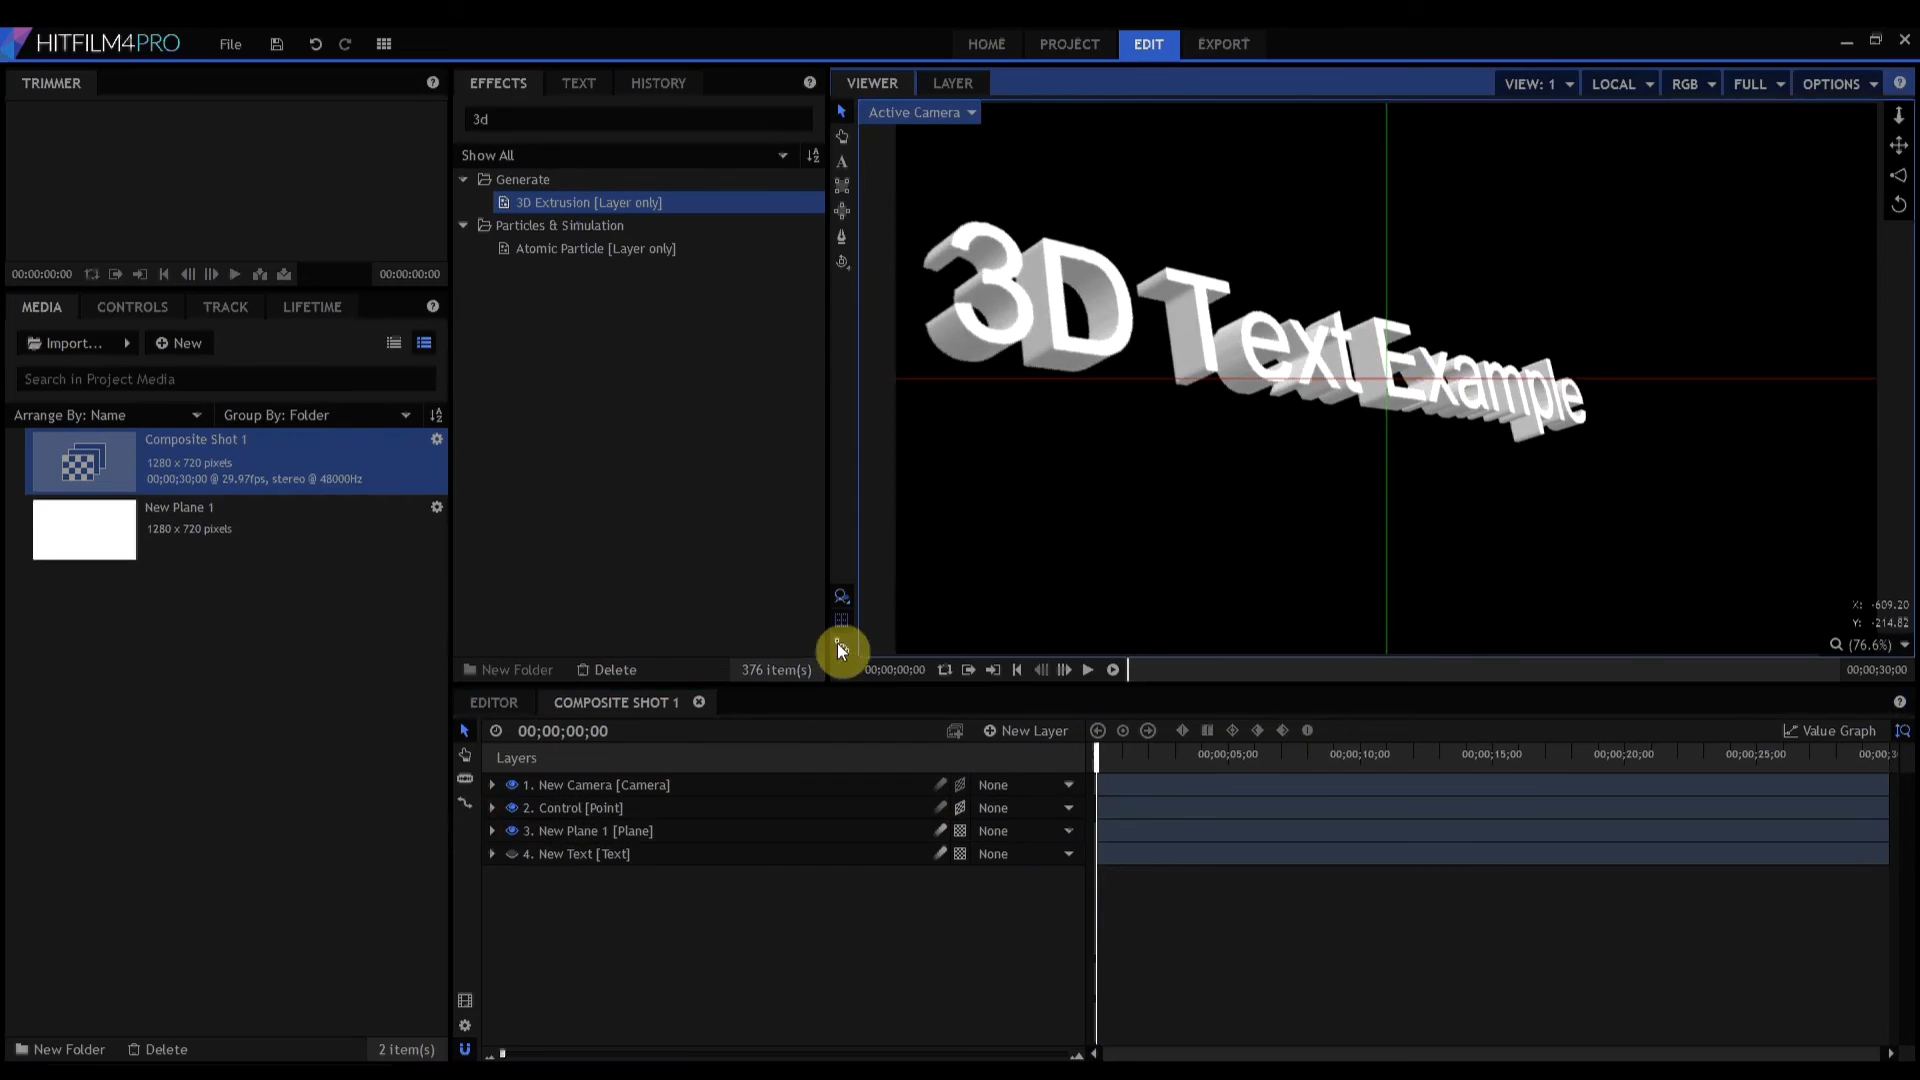 HITFILM4PRO File HOME PROJECT EDIT EXPORT
TRIMMER
EFFECTS TEXT HISTORY
VIEWER LAYER VIEW: 1 LOCAL RGB FULL OPTIONS
3d
Active Camera
Show All
Generate
3D Extrusion [Layer only]
Particles & Simulation
Atomic Particle [Layer only]
3D Text Example
00:00:00:00 00:00:00:00
MEDIA CONTROLS TRACK LIFETIME
Import... New
Search in Project Media
Arrange By: Name Group By: Folder
Composite Shot 1
1280 x 720 pixels
00;00;30;00 @ 29.97fps, stereo @ 48000Hz
New Plane 1
1280 x 720 pixels
X: -609.20
Y: -214.82
(76.6%)
New Folder Delete 376 item(s)
00;00;00;00 00;00;30;00
EDITOR COMPOSITE SHOT 1
00;00;00;00 New Layer Value Graph
Layers 00;00;05;00 00;00;10;00 00;00;15;00 00;00;20;00 00;00;25;00 00;00;3
1. New Camera [Camera] None
2. Control [Point] None
3. New Plane 1 [Plane] None
4. New Text [Text] None
New Folder Delete 2 item(s)